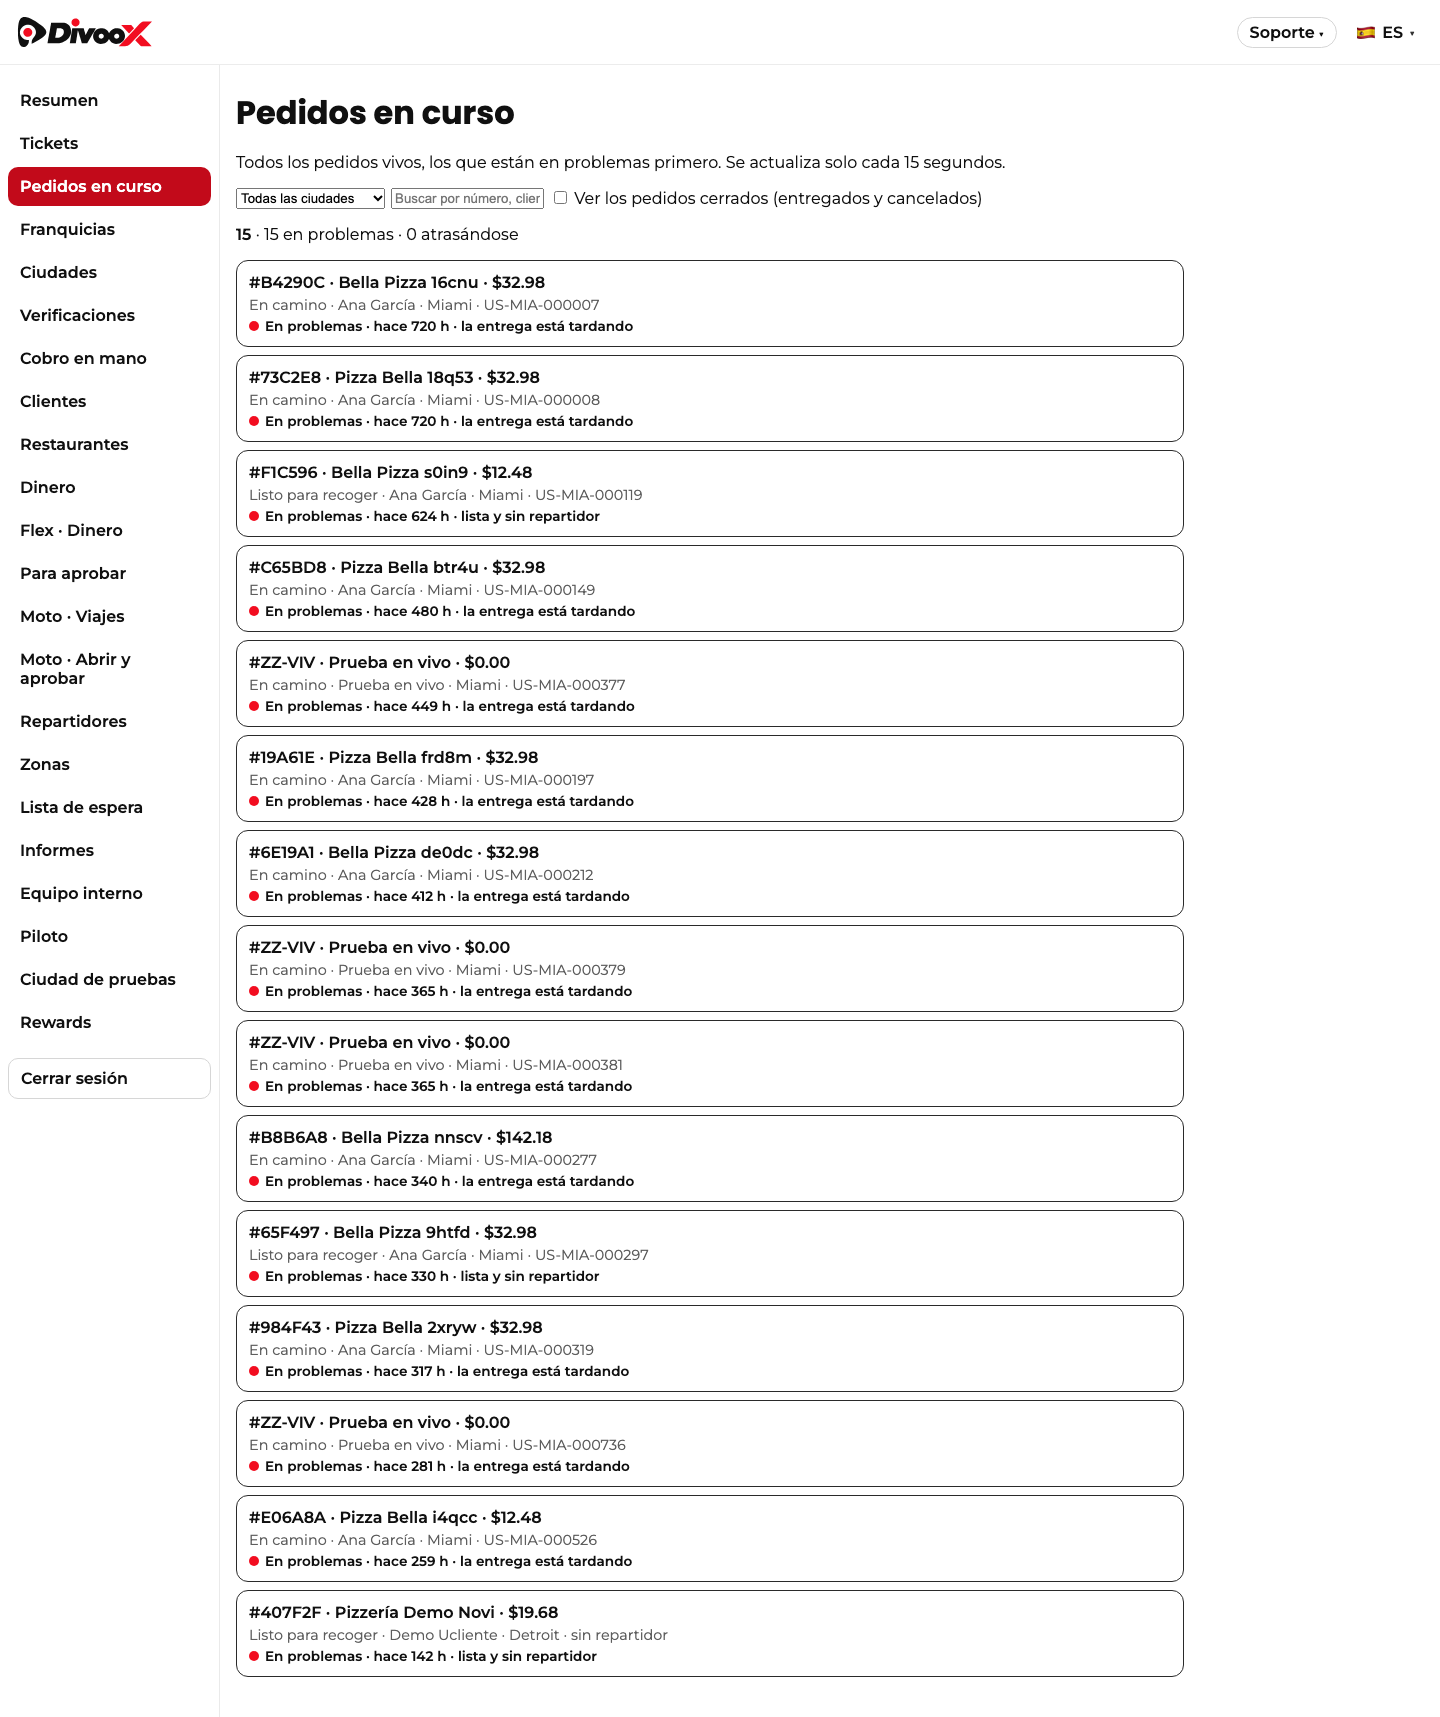 DivooX
Soporte ▾
🇪🇸 ES ▾
Resumen
Tickets
Pedidos en curso
Franquicias
Ciudades
Verificaciones
Cobro en mano
Clientes
Restaurantes
Dinero
Flex · Dinero
Para aprobar
Moto · Viajes
Moto · Abrir y
aprobar
Repartidores
Zonas
Lista de espera
Informes
Equipo interno
Piloto
Ciudad de pruebas
Rewards
Cerrar sesión
Pedidos en curso
Todos los pedidos vivos, los que están en problemas primero. Se actualiza solo cada 15 segundos.
Todas las ciudades
Buscar por número, clier
Ver los pedidos cerrados (entregados y cancelados)
15 · 15 en problemas · 0 atrasándose
#B4290C · Bella Pizza 16cnu · $32.98
En camino · Ana García · Miami · US-MIA-000007
En problemas · hace 720 h · la entrega está tardando
#73C2E8 · Pizza Bella 18q53 · $32.98
En camino · Ana García · Miami · US-MIA-000008
En problemas · hace 720 h · la entrega está tardando
#F1C596 · Bella Pizza s0in9 · $12.48
Listo para recoger · Ana García · Miami · US-MIA-000119
En problemas · hace 624 h · lista y sin repartidor
#C65BD8 · Pizza Bella btr4u · $32.98
En camino · Ana García · Miami · US-MIA-000149
En problemas · hace 480 h · la entrega está tardando
#ZZ-VIV · Prueba en vivo · $0.00
En camino · Prueba en vivo · Miami · US-MIA-000377
En problemas · hace 449 h · la entrega está tardando
#19A61E · Pizza Bella frd8m · $32.98
En camino · Ana García · Miami · US-MIA-000197
En problemas · hace 428 h · la entrega está tardando
#6E19A1 · Bella Pizza de0dc · $32.98
En camino · Ana García · Miami · US-MIA-000212
En problemas · hace 412 h · la entrega está tardando
#ZZ-VIV · Prueba en vivo · $0.00
En camino · Prueba en vivo · Miami · US-MIA-000379
En problemas · hace 365 h · la entrega está tardando
#ZZ-VIV · Prueba en vivo · $0.00
En camino · Prueba en vivo · Miami · US-MIA-000381
En problemas · hace 365 h · la entrega está tardando
#B8B6A8 · Bella Pizza nnscv · $142.18
En camino · Ana García · Miami · US-MIA-000277
En problemas · hace 340 h · la entrega está tardando
#65F497 · Bella Pizza 9htfd · $32.98
Listo para recoger · Ana García · Miami · US-MIA-000297
En problemas · hace 330 h · lista y sin repartidor
#984F43 · Pizza Bella 2xryw · $32.98
En camino · Ana García · Miami · US-MIA-000319
En problemas · hace 317 h · la entrega está tardando
#ZZ-VIV · Prueba en vivo · $0.00
En camino · Prueba en vivo · Miami · US-MIA-000736
En problemas · hace 281 h · la entrega está tardando
#E06A8A · Pizza Bella i4qcc · $12.48
En camino · Ana García · Miami · US-MIA-000526
En problemas · hace 259 h · la entrega está tardando
#407F2F · Pizzería Demo Novi · $19.68
Listo para recoger · Demo Ucliente · Detroit · sin repartidor
En problemas · hace 142 h · lista y sin repartidor